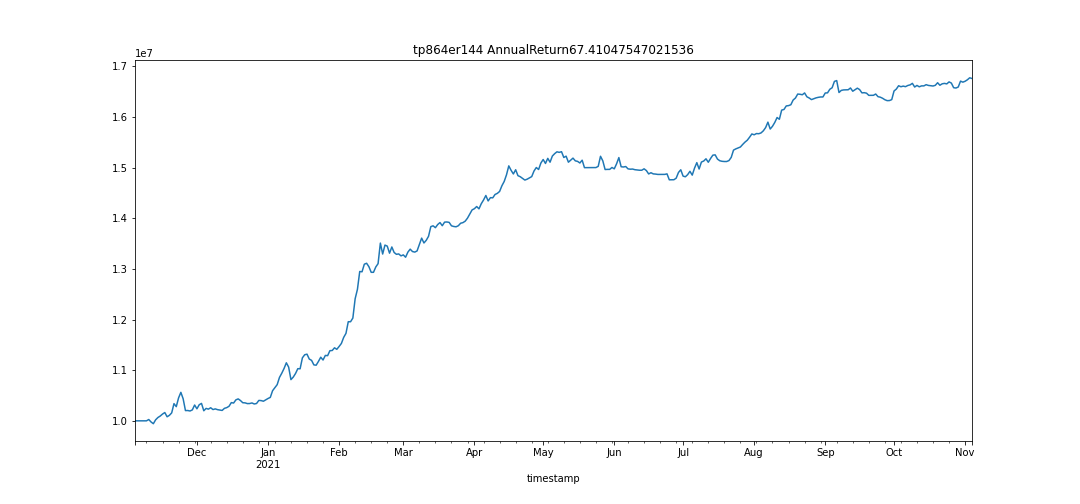 tp864er144 AnnualReturn67.41047547021536
1e7
1.7
1.6
1.5
1.4
1.3
1.2
1.1
1.0
Dec Jan Feb Mar Apr May Jun Jul Aug Sep Oct Nov
2021
timestamp